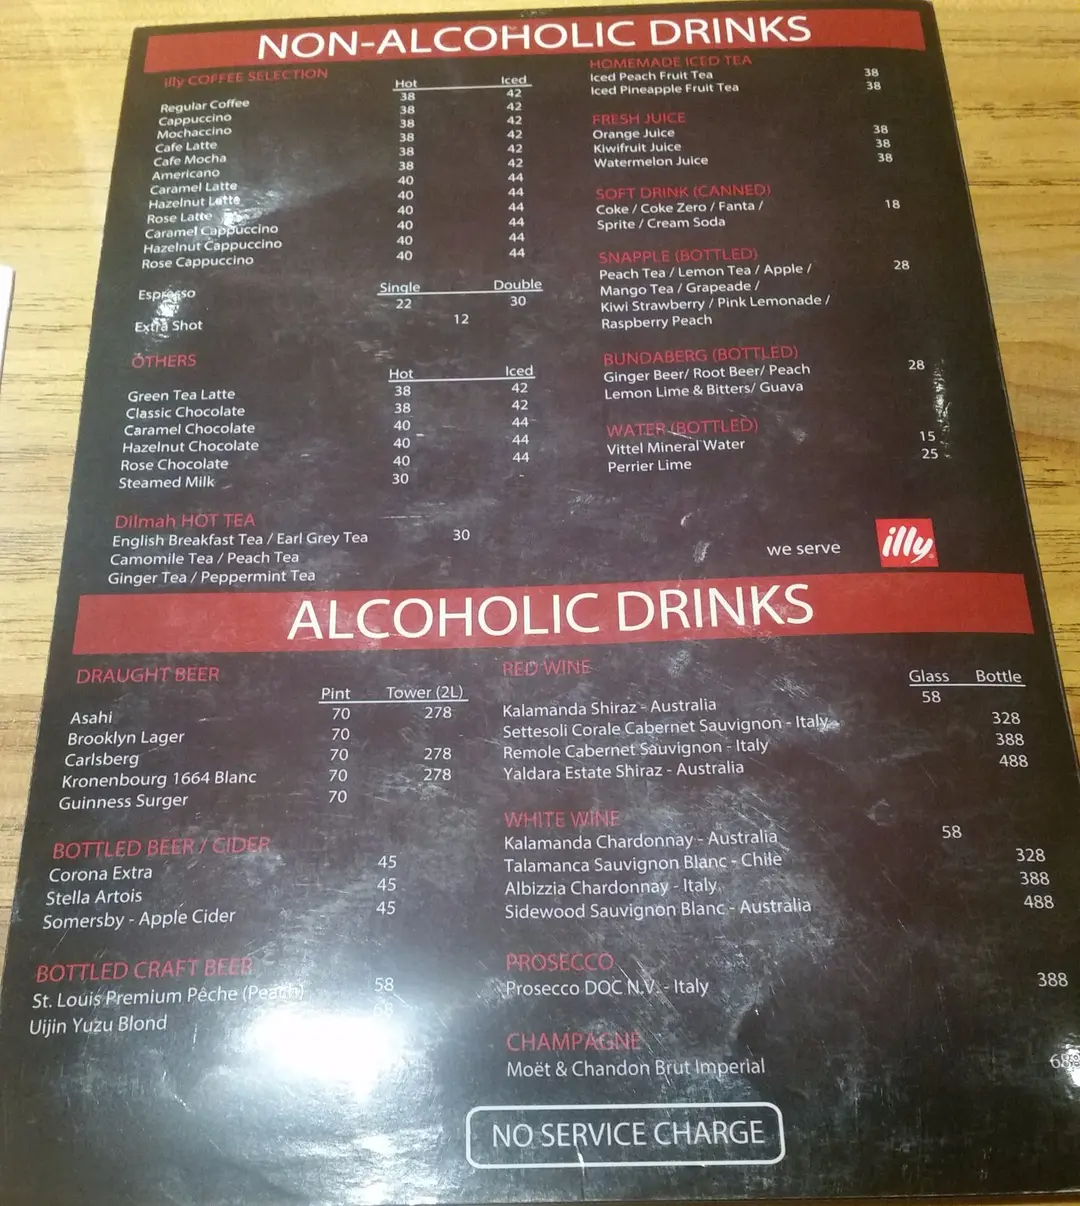 NON-ALCOHOLIC DRINKS
illy COFFEE SELECTION
Hot Iced
Regular Coffee 38 42
Cappuccino 38 42
Mochaccino 38 42
Cafe Latte 38 42
Cafe Mocha 38 42
Americano 38 42
Caramel Latte 40 44
Hazelnut Latte 40 44
Rose Latte 40 44
Caramel Cappuccino 40 44
Hazelnut Cappuccino 40 44
Rose Cappuccino 40 44
Single Double
Espresso 22 30
Extra Shot 12
OTHERS
Hot Iced
Green Tea Latte 38 42
Classic Chocolate 38 42
Caramel Chocolate 40 44
Hazelnut Chocolate 40 44
Rose Chocolate 40 44
Steamed Milk 30
Dilmah HOT TEA
English Breakfast Tea / Earl Grey Tea 30
Camomile Tea / Peach Tea
Ginger Tea / Peppermint Tea
HOMEMADE ICED TEA
Iced Peach Fruit Tea 38
Iced Pineapple Fruit Tea 38
FRESH JUICE
Orange Juice 38
Kiwifruit Juice 38
Watermelon Juice 38
SOFT DRINK (CANNED)
Coke / Coke Zero / Fanta / 18
Sprite / Cream Soda
SNAPPLE (BOTTLED)
Peach Tea / Lemon Tea / Apple / 28
Mango Tea / Grapeade /
Kiwi Strawberry / Pink Lemonade /
Raspberry Peach
BUNDABERG (BOTTLED)
Ginger Beer/ Root Beer/ Peach 28
Lemon Lime & Bitters/ Guava
WATER (BOTTLED)
Vittel Mineral Water 15
Perrier Lime 25
we serve illy
ALCOHOLIC DRINKS
DRAUGHT BEER
Pint Tower (2L)
Asahi 70 278
Brooklyn Lager 70
Carlsberg 70 278
Kronenbourg 1664 Blanc 70 278
Guinness Surger 70
BOTTLED BEER / CIDER
Corona Extra 45
Stella Artois 45
Somersby - Apple Cider 45
BOTTLED CRAFT BEER
St. Louis Premium Pêche (Peach) 58
Uijin Yuzu Blond 68
RED WINE
Glass Bottle
Kalamanda Shiraz - Australia 58
Settesoli Corale Cabernet Sauvignon - Italy 328
Remole Cabernet Sauvignon - Italy 388
Yaldara Estate Shiraz - Australia 488
WHITE WINE
Kalamanda Chardonnay - Australia 58
Talamanca Sauvignon Blanc - Chile 328
Albizzia Chardonnay - Italy 388
Sidewood Sauvignon Blanc - Australia 488
PROSECCO
Prosecco DOC N.V. - Italy 388
CHAMPAGNE
Moët & Chandon Brut Imperial
NO SERVICE CHARGE